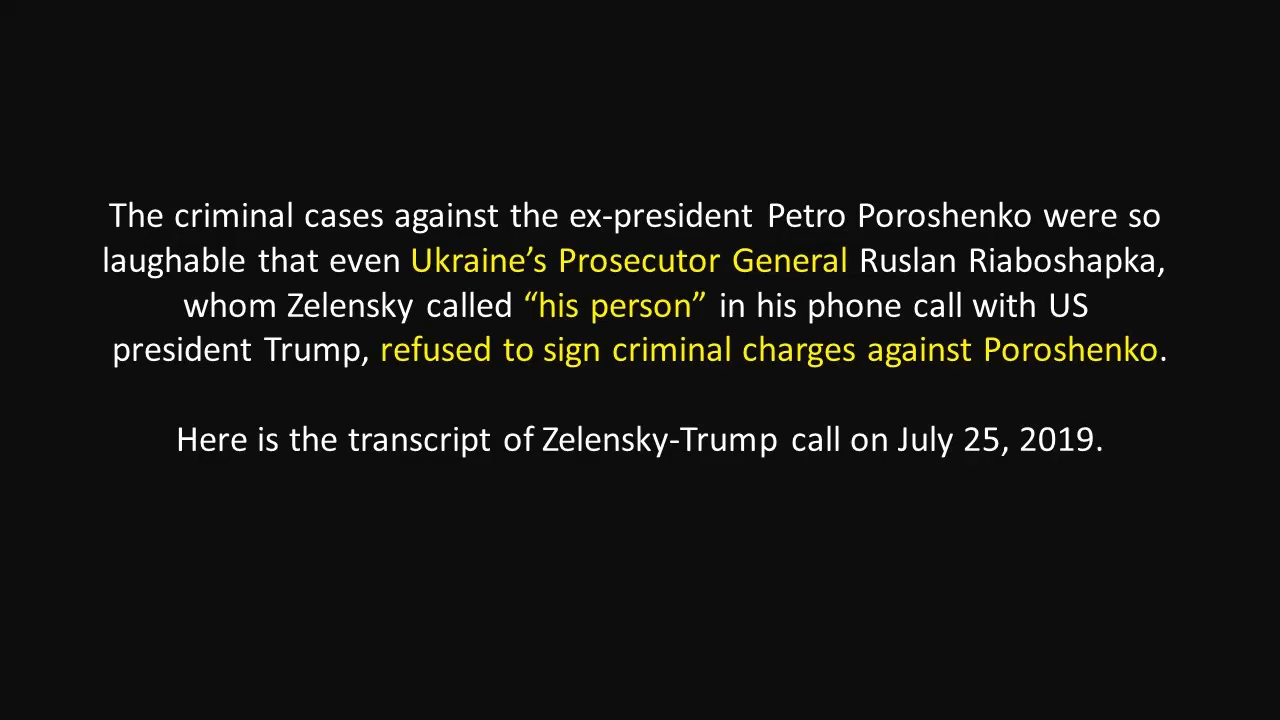 The criminal cases against the ex-president Petro Poroshenko were so
laughable that even Ukraine’s Prosecutor General Ruslan Riaboshapka,
whom Zelensky called “his person” in his phone call with US
president Trump, refused to sign criminal charges against Poroshenko.
Here is the transcript of Zelensky-Trump call on July 25, 2019.